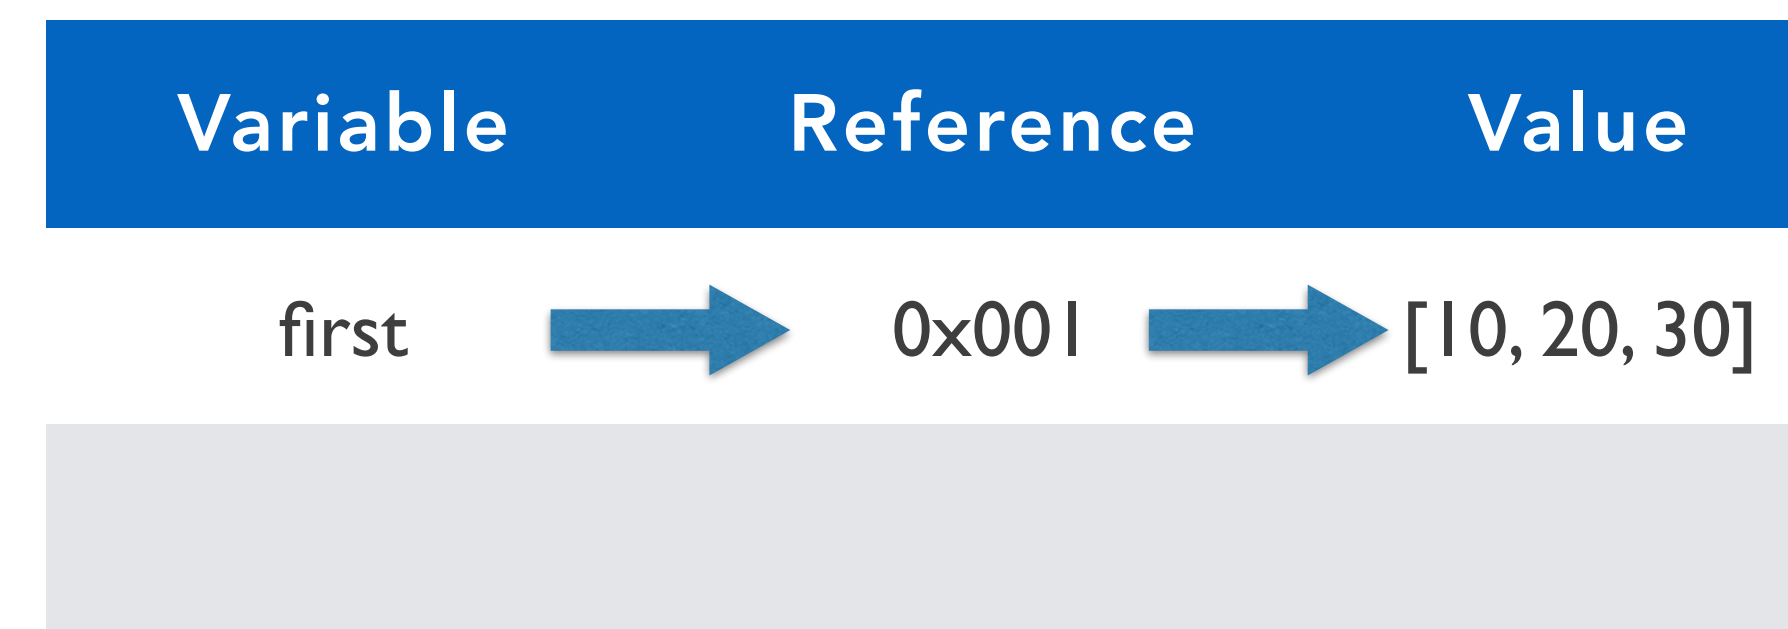 Variable Reference Value
first 0x001 [10, 20, 30]